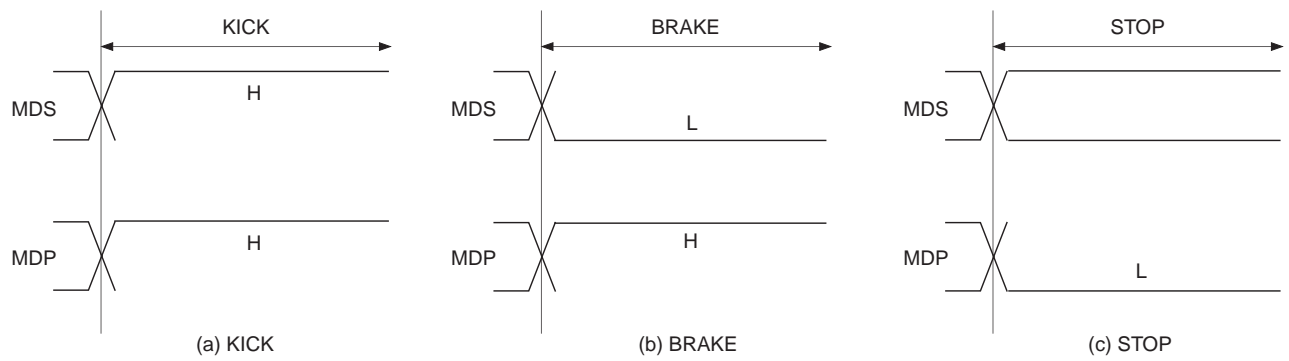 KICK
MDS
H
MDP
H
(a) KICK
BRAKE
MDS
L
MDP
H
(b) BRAKE
STOP
MDS
MDP
L
(c) STOP